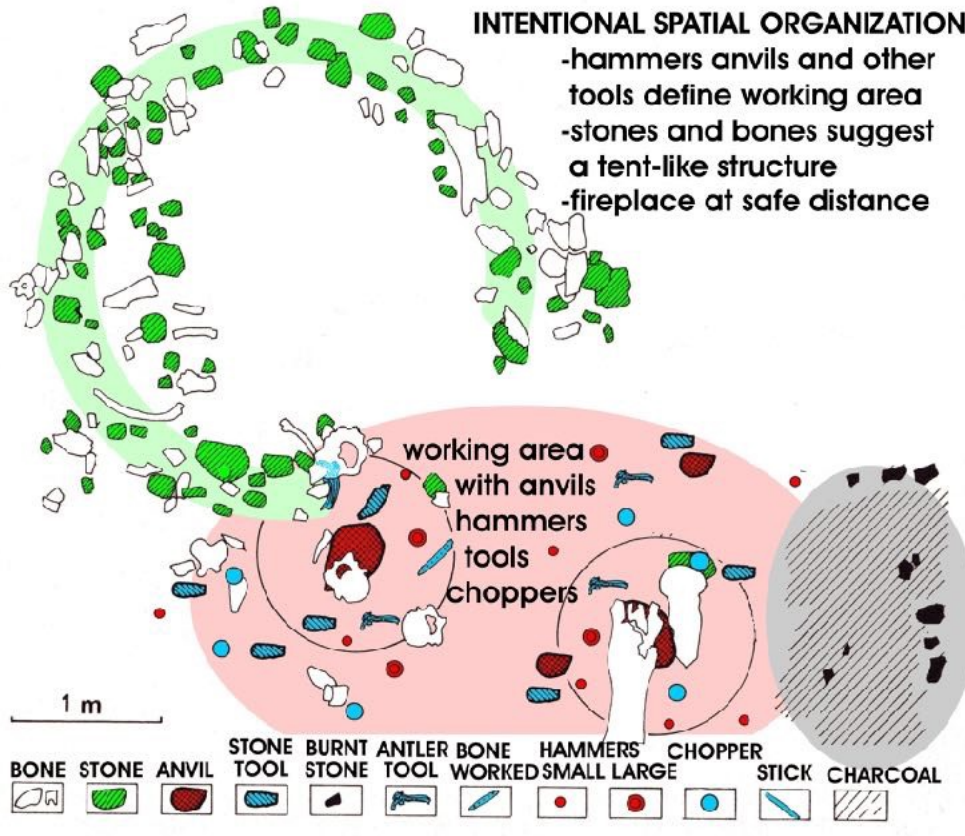 INTENTIONAL SPATIAL ORGANIZATION
-hammers anvils and other
tools define working area
-stones and bones suggest
a tent-like structure
-fireplace at safe distance
working area
with anvils
hammers
tools
choppers
1 m
BONE
STONE
ANVIL
STONE
TOOL
BURNT
STONE
ANTLER
TOOL
BONE
WORKED
HAMMERS
SMALL LARGE
CHOPPER
STICK
CHARCOAL